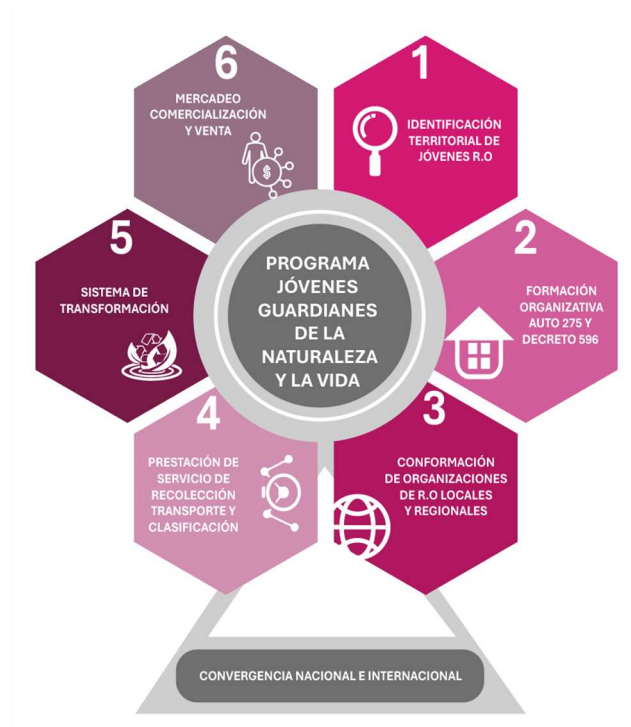 1
IDENTIFICACIÓN
TERRITORIAL DE
JÓVENES R.O
2
FORMACIÓN
ORGANIZATIVA
AUTO 275 Y
DECRETO 596
3
CONFORMACIÓN
DE ORGANIZACIONES
DE R.O LOCALES
Y REGIONALES
4
PRESTACIÓN DE
SERVICIO DE
RECOLECCIÓN
TRANSPORTE Y
CLASIFICACIÓN
5
SISTEMA DE
TRANSFORMACIÓN
6
MERCADEO
COMERCIALIZACIÓN
Y VENTA
$
PROGRAMA
JÓVENES
GUARDIANES
DE LA
NATURALEZA
Y LA VIDA
CONVERGENCIA NACIONAL E INTERNACIONAL